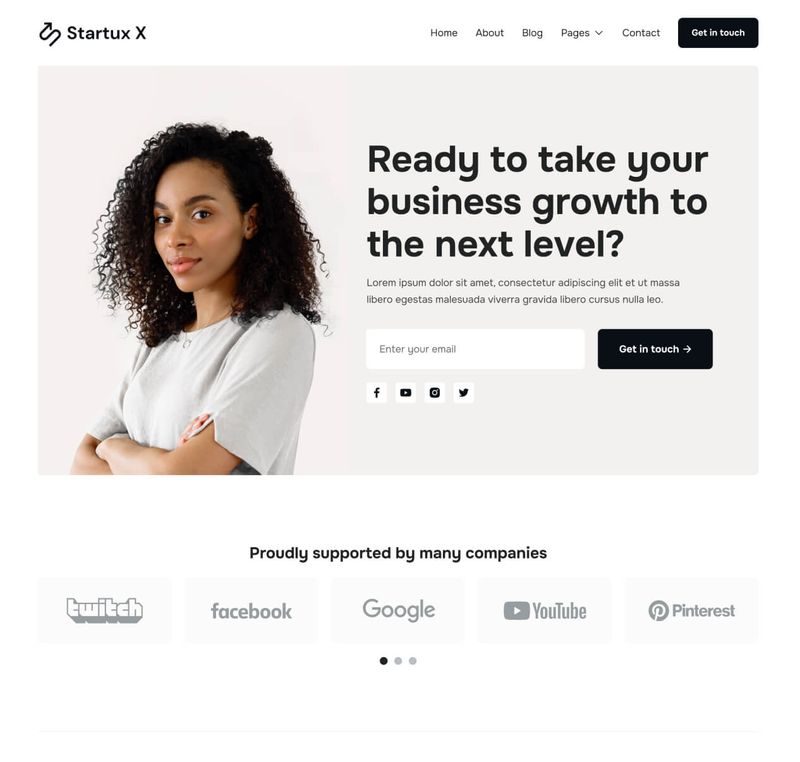 Startux X
Home About Blog Pages Contact Get in touch
Ready to take your
business growth to
the next level?
Lorem ipsum dolor sit amet, consectetur adipiscing elit et ut massa
libero egestas malesuada viverra gravida libero cursus nulla leo.
Enter your email Get in touch →
Proudly supported by many companies
twitch facebook Google YouTube Pinterest